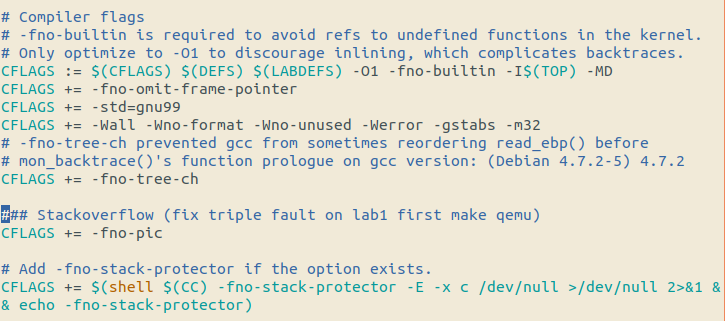 # Compiler flags
# -fno-builtin is required to avoid refs to undefined functions in the kernel.
# Only optimize to -O1 to discourage inlining, which complicates backtraces.
CFLAGS := $(CFLAGS) $(DEFS) $(LABDEFS) -O1 -fno-builtin -I$(TOP) -MD
CFLAGS += -fno-omit-frame-pointer
CFLAGS += -std=gnu99
CFLAGS += -Wall -Wno-format -Wno-unused -Werror -gstabs -m32
# -fno-tree-ch prevented gcc from sometimes reordering read_ebp() before
# mon_backtrace()'s function prologue on gcc version: (Debian 4.7.2-5) 4.7.2
CFLAGS += -fno-tree-ch
### Stackoverflow (fix triple fault on lab1 first make qemu)
CFLAGS += -fno-pic
# Add -fno-stack-protector if the option exists.
CFLAGS += $(shell $(CC) -fno-stack-protector -E -x c /dev/null >/dev/null 2>&1 &
& echo -fno-stack-protector)